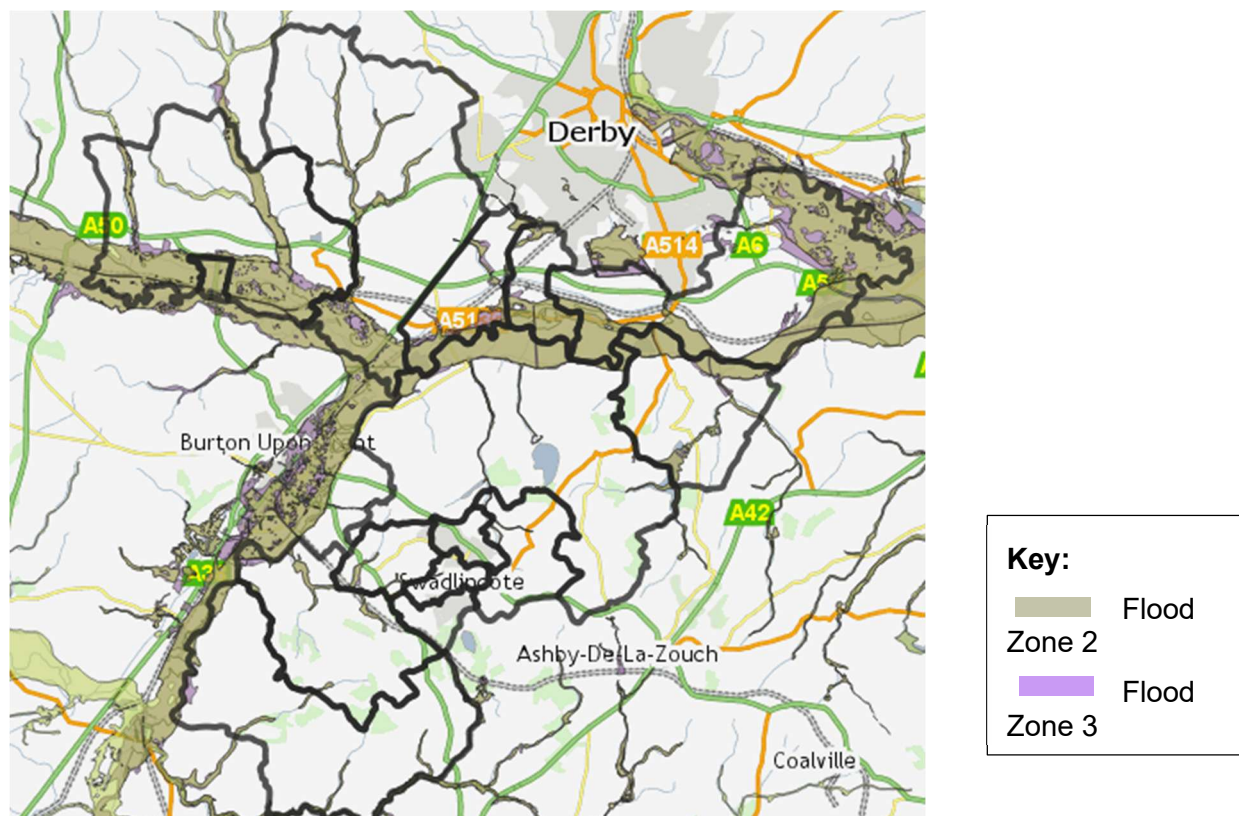 Derby
A50
A514
A6
A5
A51
Burton Upon
A42
A3
Swadlincote
Ashby-De-La-Zouch
Coalville
Key:
Flood
Zone 2
Flood
Zone 3